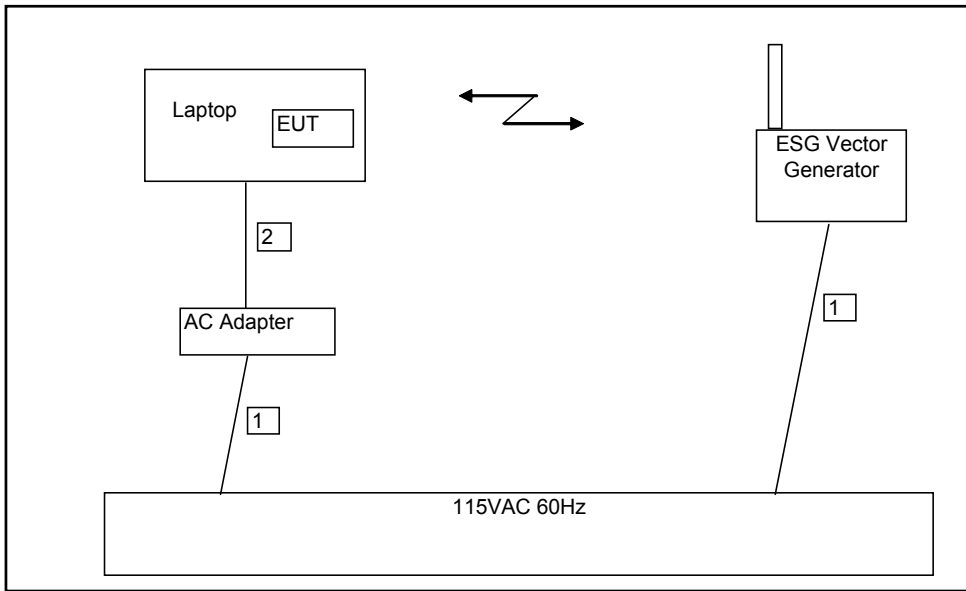 Laptop
EUT
ESG Vector
Generator
2
1
AC Adapter
1
115VAC 60Hz